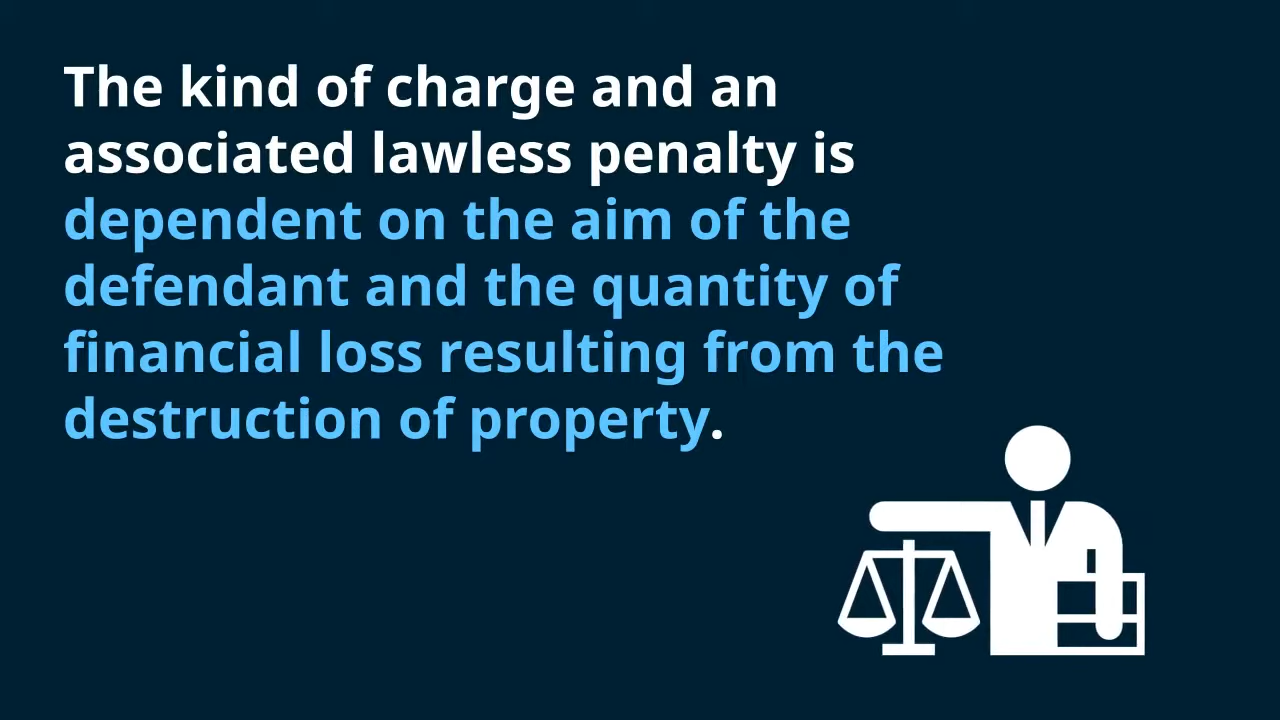 The kind of charge and an
associated lawless penalty is
dependent on the aim of the
defendant and the quantity of
financial loss resulting from the
destruction of property.